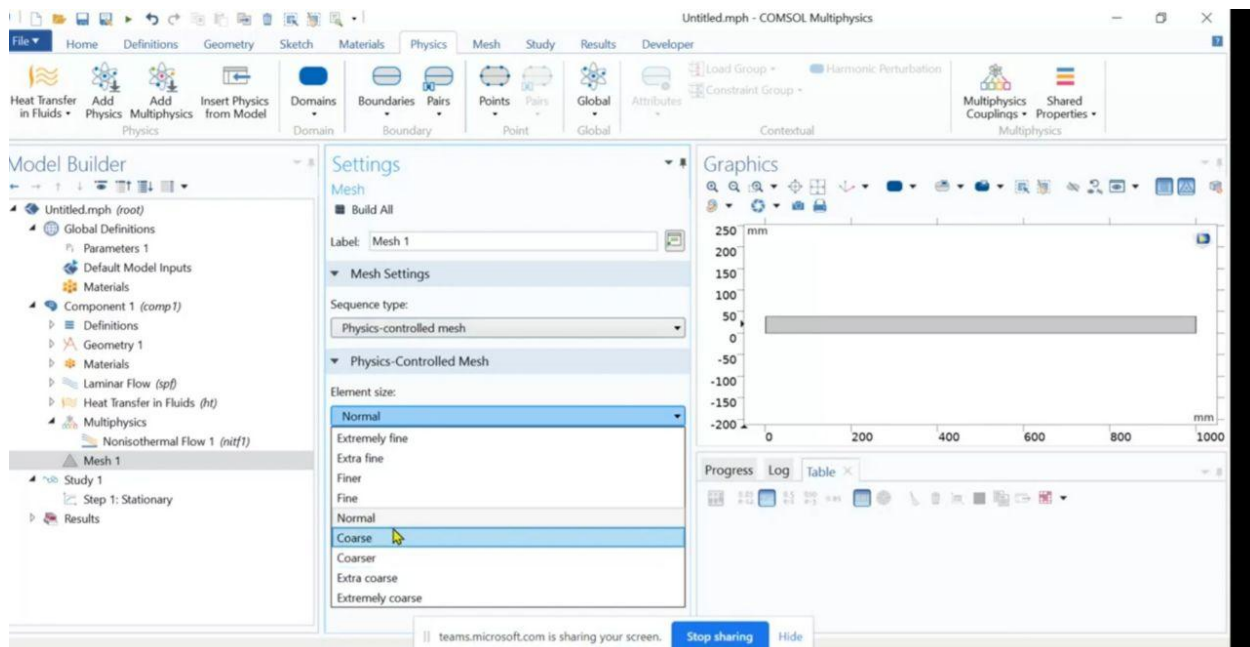 Untitled.mph - COMSOL Multiphysics
File Home Definitions Geometry Sketch Materials Physics Mesh Study Results Developer
Heat Transfer in Fluids
Add Physics
Add Multiphysics
Insert Physics from Model
Physics
Domains
Domain
Boundaries
Pairs
Boundary
Points
Pairs
Point
Global
Global
Attributes
Load Group
Constraint Group
Harmonic Perturbation
Contextual
Multiphysics Couplings
Shared Properties
Multiphysics
Model Builder
Untitled.mph (root)
Global Definitions
Parameters 1
Default Model Inputs
Materials
Component 1 (comp1)
Definitions
Geometry 1
Materials
Laminar Flow (spf)
Heat Transfer in Fluids (ht)
Multiphysics
Nonisothermal Flow 1 (nitf1)
Mesh 1
Study 1
Step 1: Stationary
Results
Settings
Mesh
Build All
Label: Mesh 1
Mesh Settings
Sequence type:
Physics-controlled mesh
Physics-Controlled Mesh
Element size:
Normal
Extremely fine
Extra fine
Finer
Fine
Normal
Coarse
Coarser
Extra coarse
Extremely coarse
Graphics
250 mm
200
150
100
50
0
-50
-100
-150
-200
mm
0 200 400 600 800 1000
Progress Log Table
teams.microsoft.com is sharing your screen. Stop sharing Hide